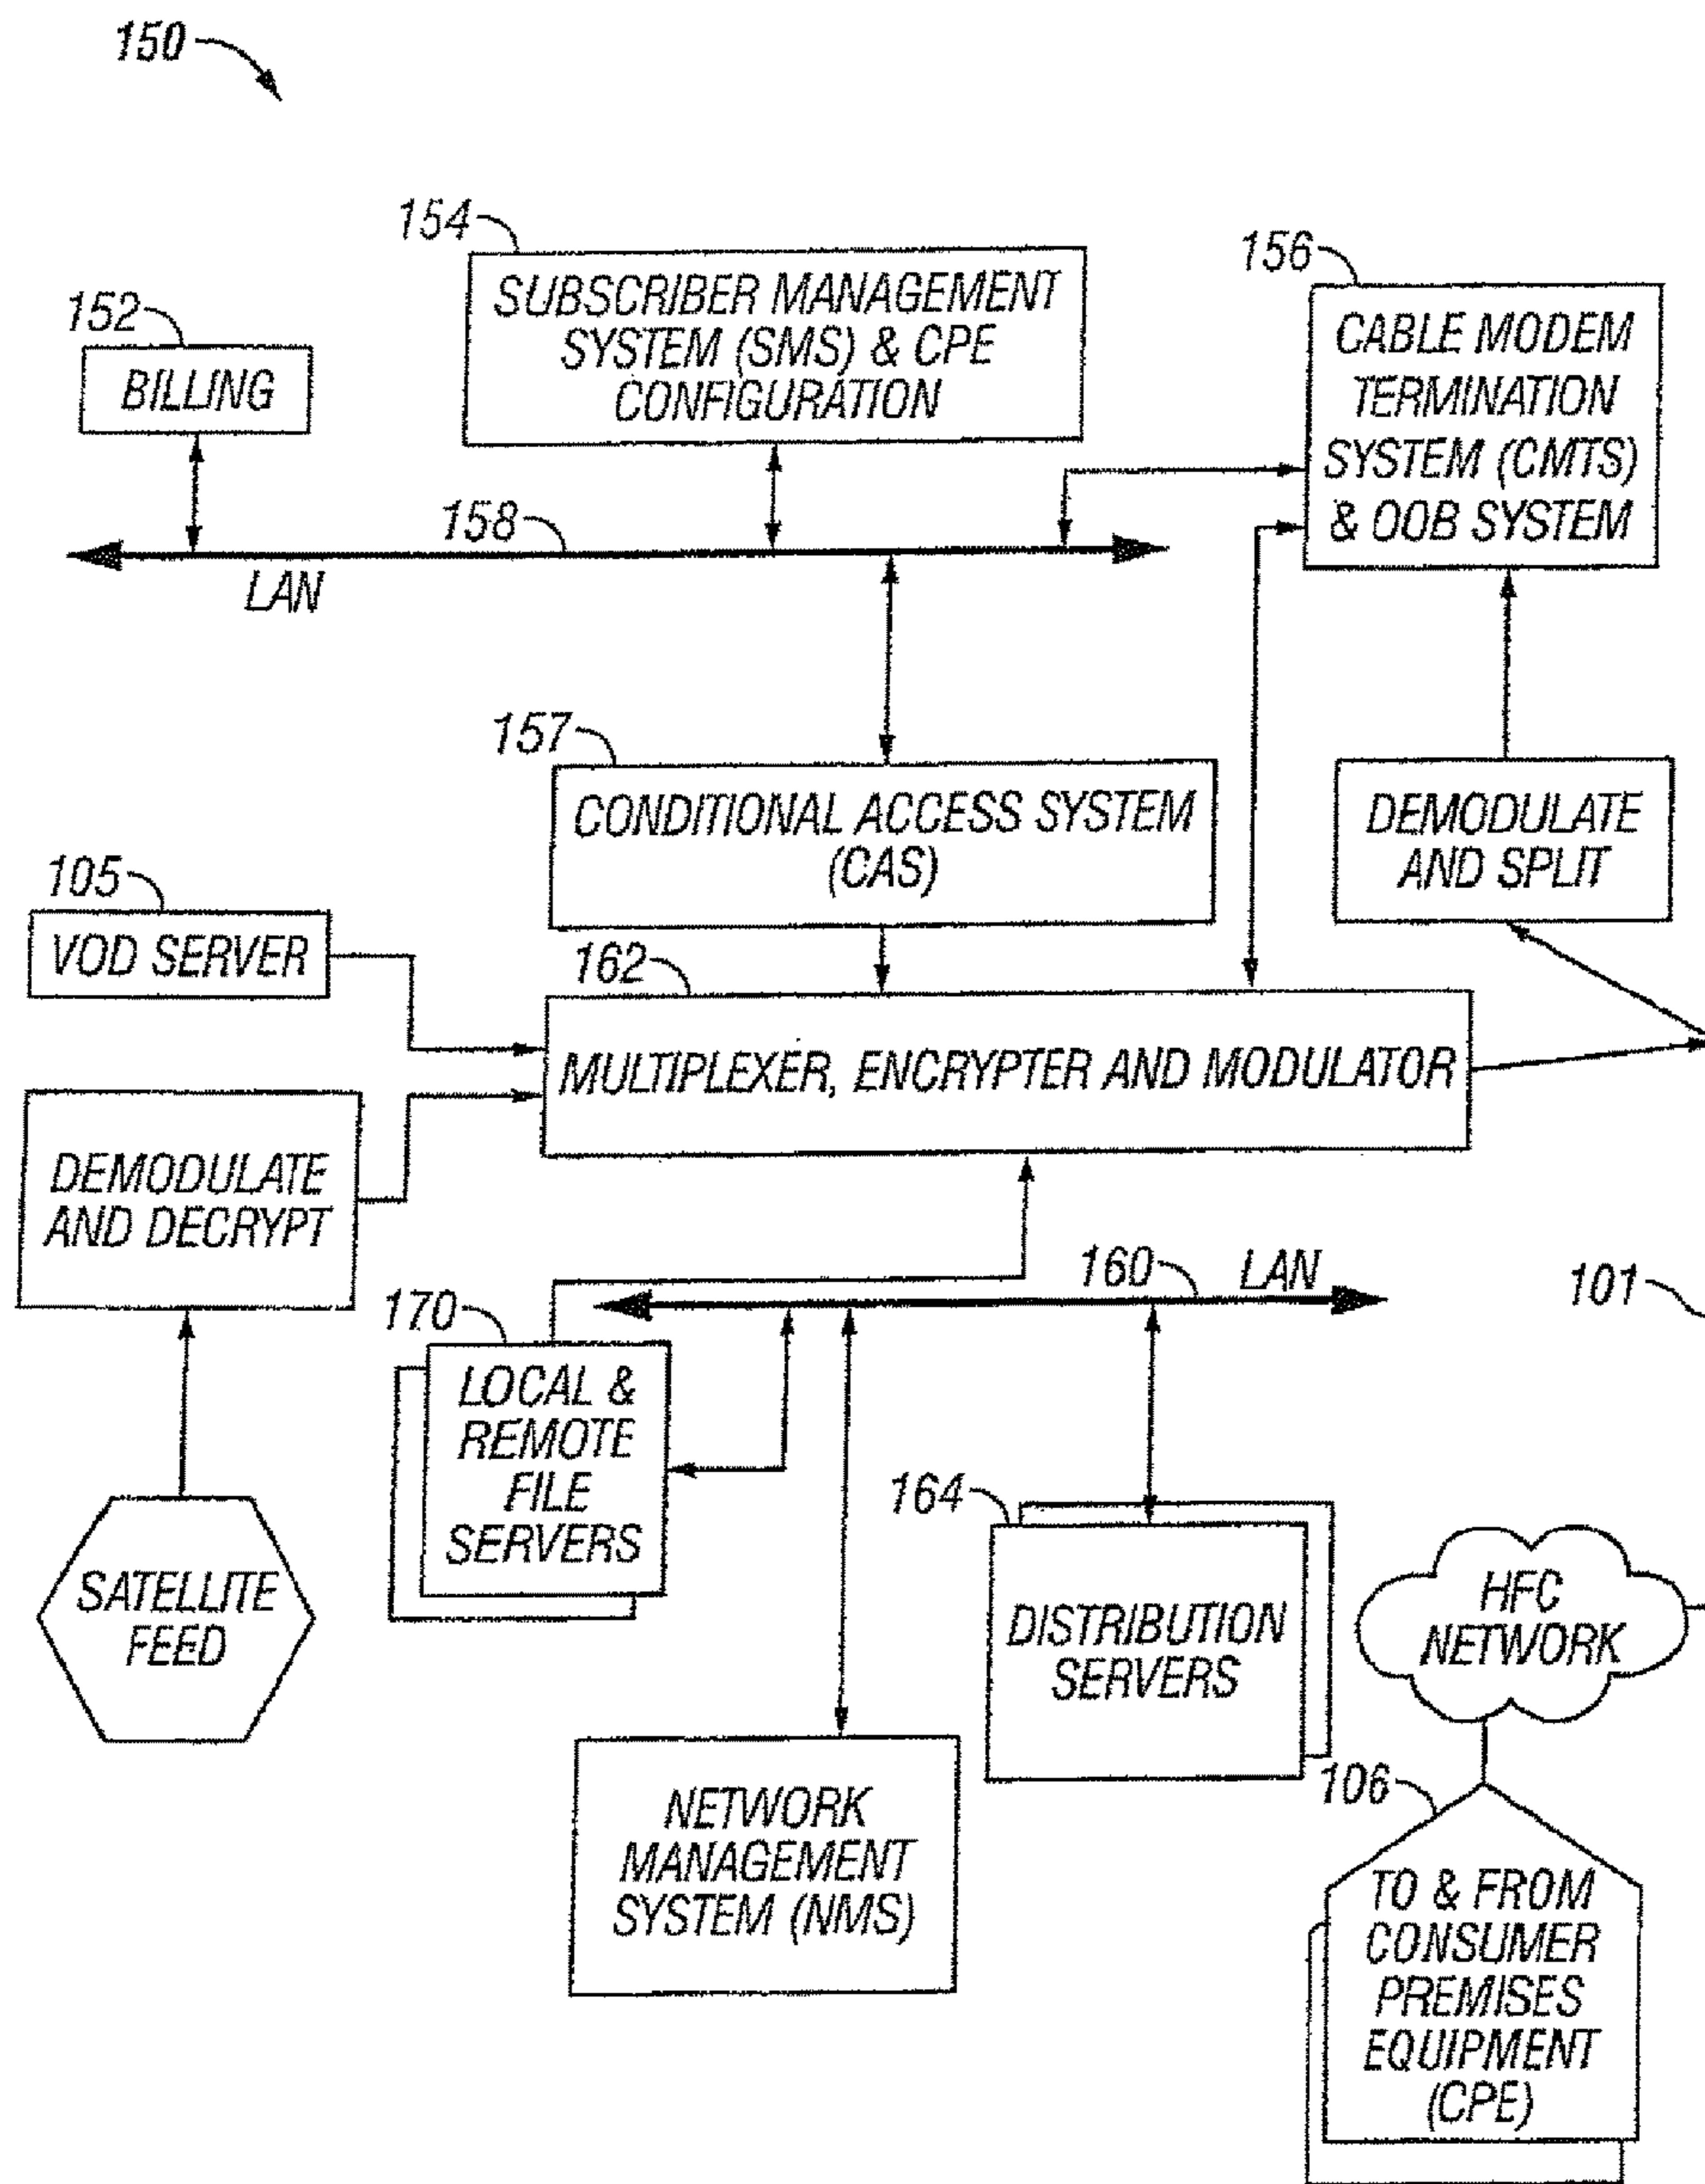 150
154
SUBSCRIBER MANAGEMENT
SYSTEM (SMS) & CPE
CONFIGURATION
156
CABLE MODEM
TERMINATION
SYSTEM (CMTS)
& OOB SYSTEM
152
BILLING
158
LAN
157
CONDITIONAL ACCESS SYSTEM
(CAS)
DEMODULATE
AND SPLIT
105
VOD SERVER
162
MULTIPLEXER, ENCRYPTER AND MODULATOR
DEMODULATE
AND DECRYPT
160
LAN
101
170
LOCAL &
REMOTE
FILE
SERVERS
164
DISTRIBUTION
SERVERS
SATELLITE
FEED
HFC
NETWORK
NETWORK
MANAGEMENT
SYSTEM (NMS)
106
TO & FROM
CONSUMER
PREMISES
EQUIPMENT
(CPE)